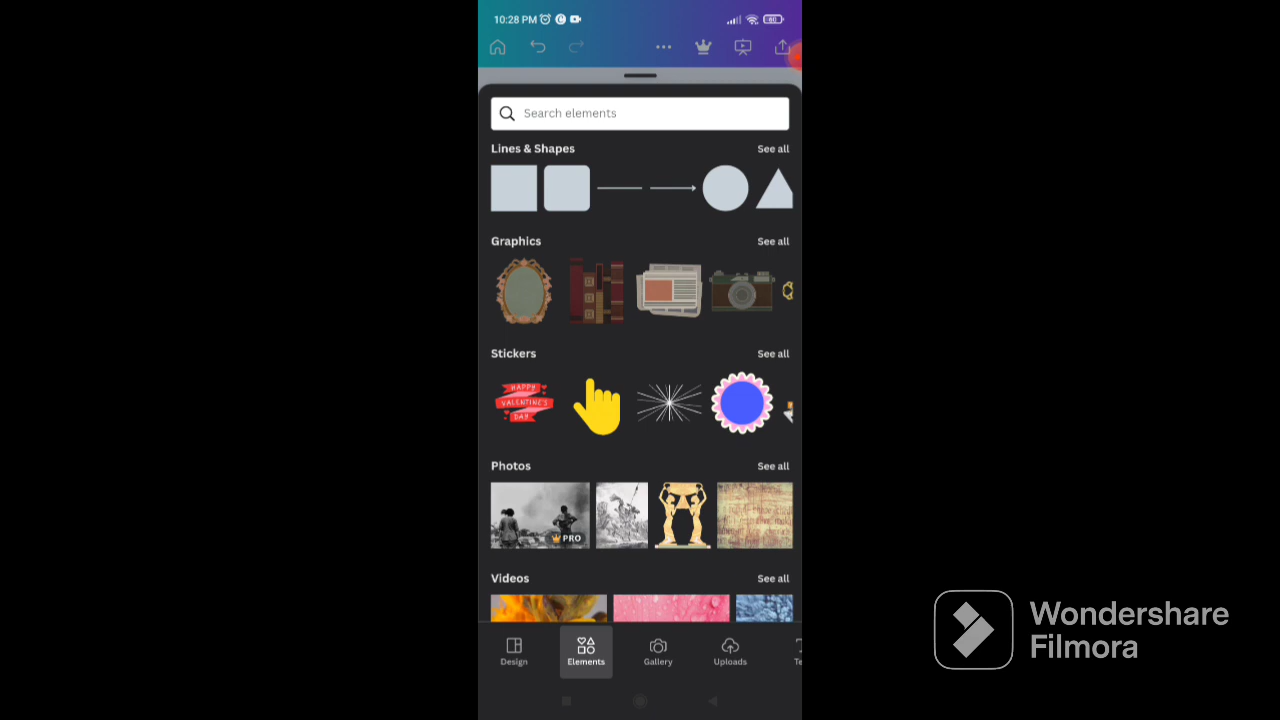 10:28 PM
60
Search elements
Lines & Shapes See all
Graphics See all
Stickers See all
HAPPY
VALENTINE'S
DAY
Photos See all
PRO
Videos See all
Design Elements Gallery Uploads
Wondershare
Filmora